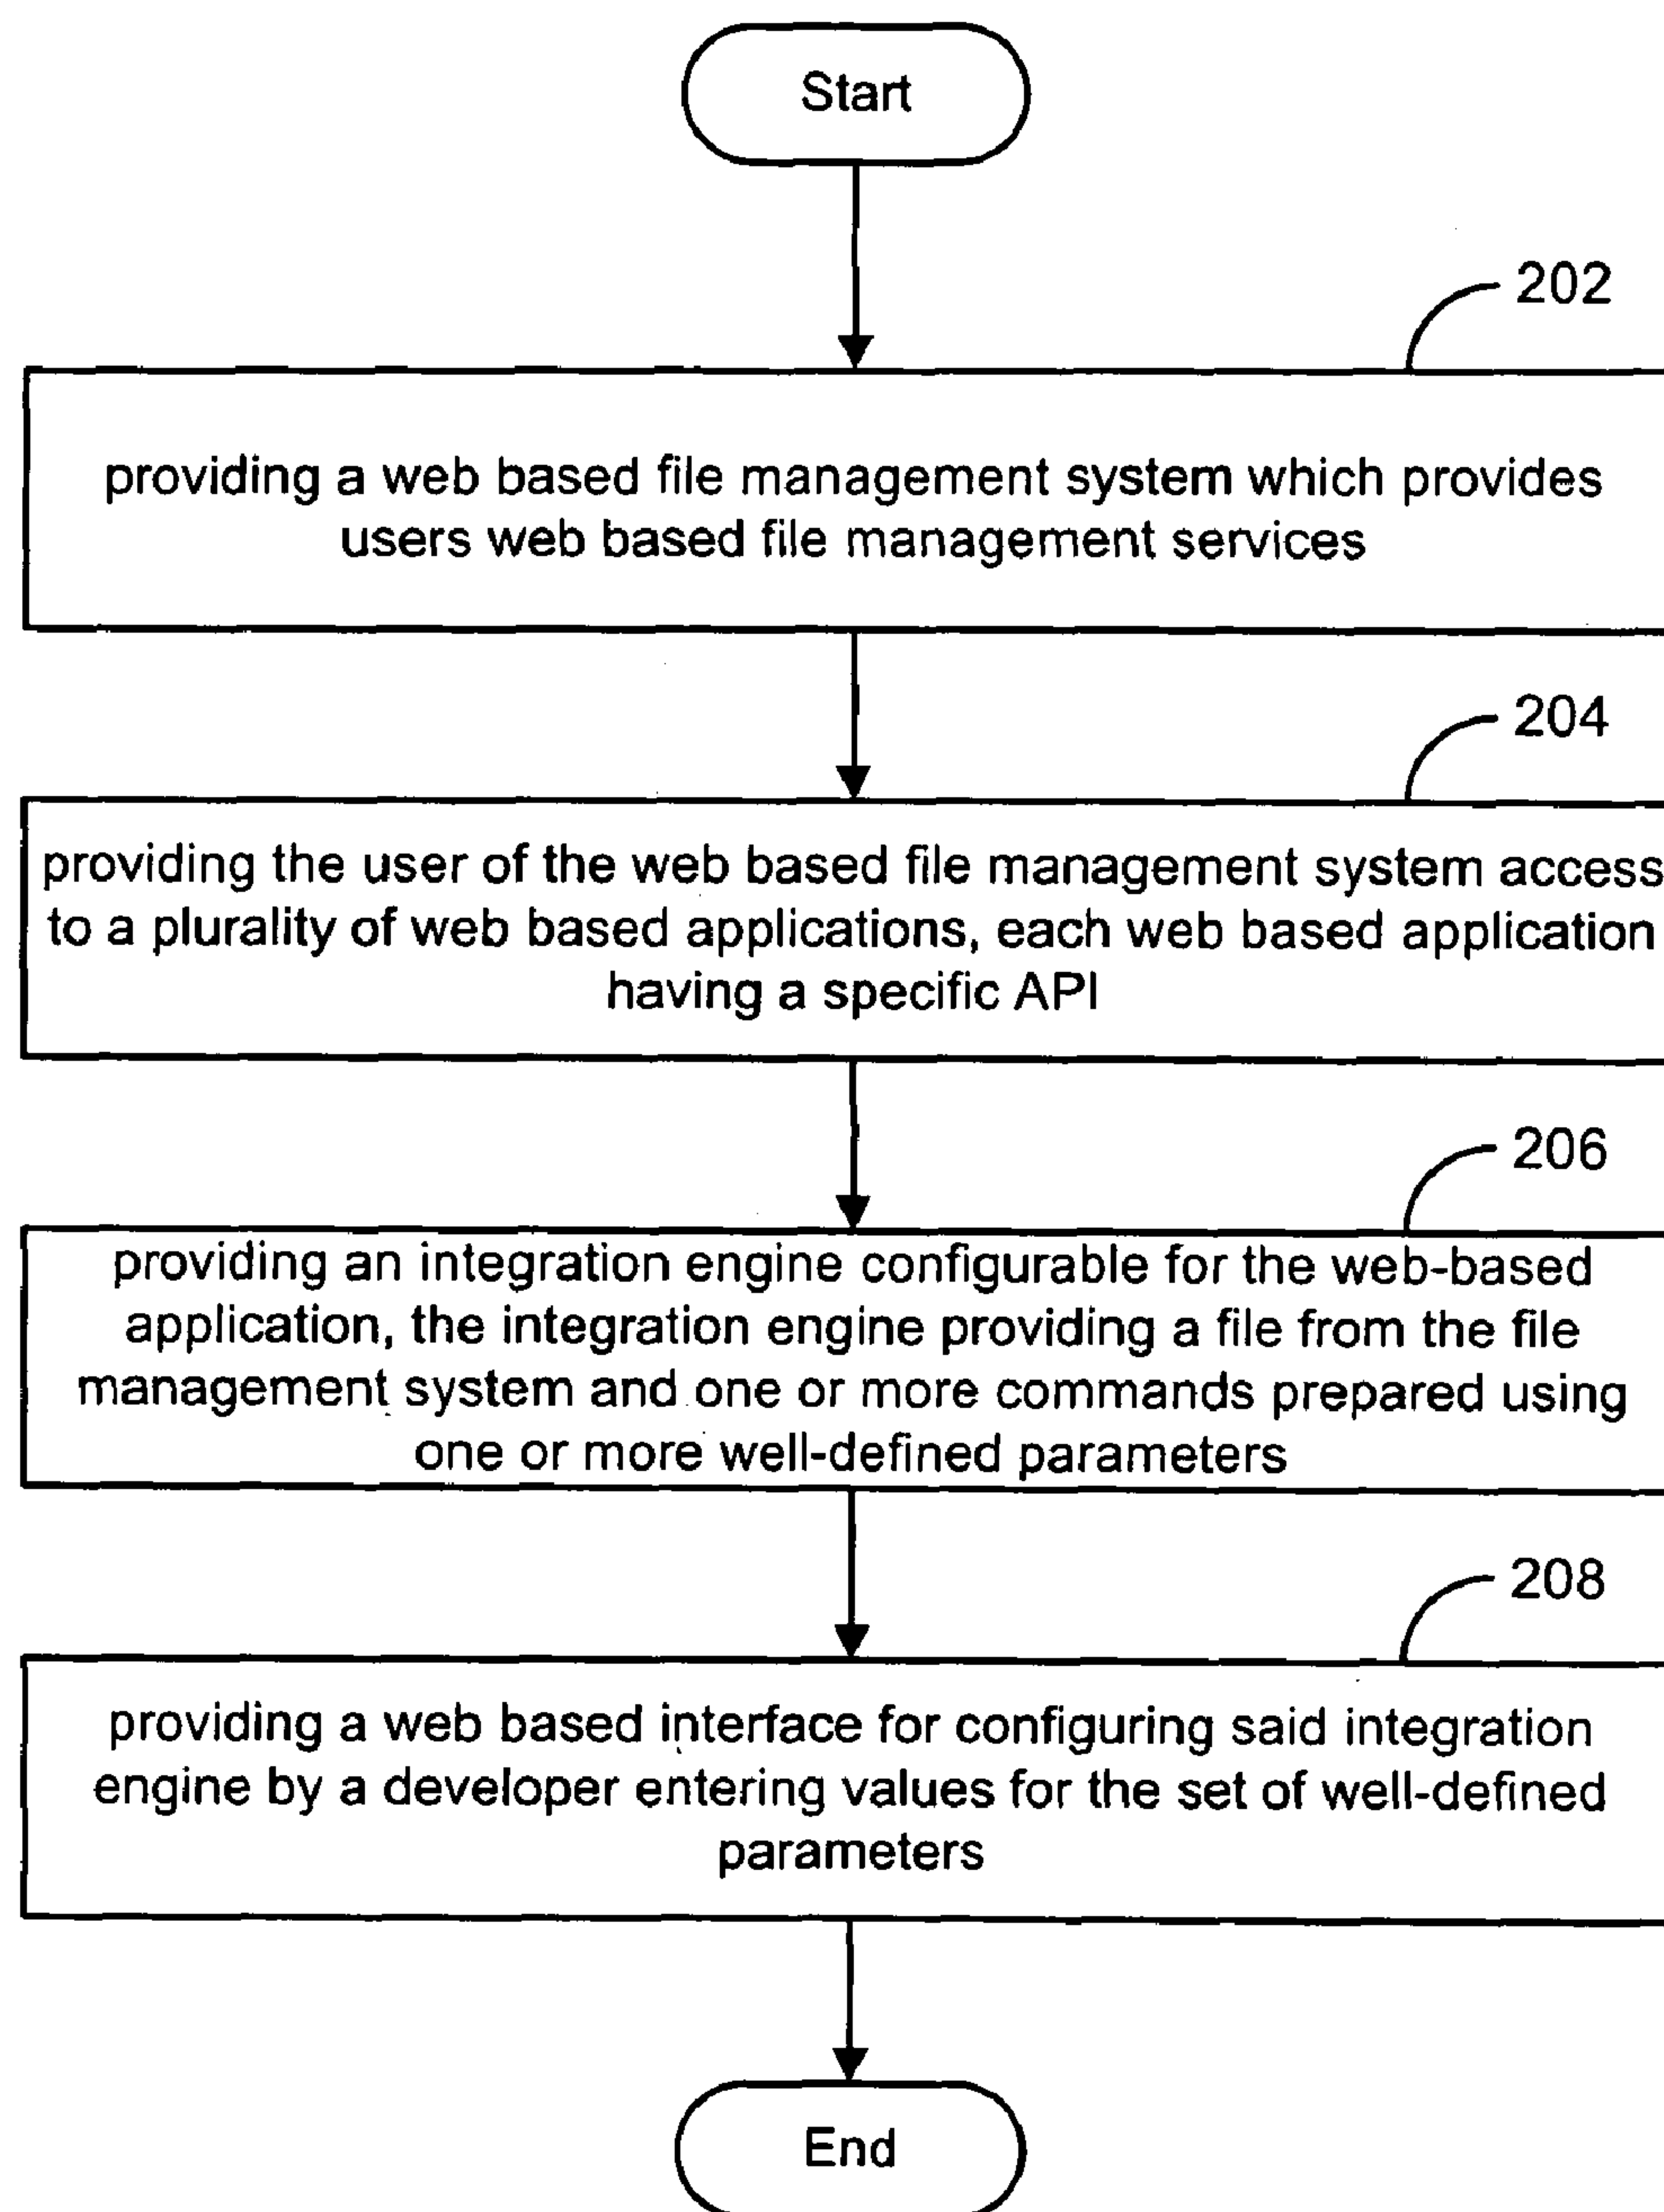 Start
202
providing a web based file management system which provides
users web based file management services
204
providing the user of the web based file management system access
to a plurality of web based applications, each web based application
having a specific API
206
providing an integration engine configurable for the web-based
application, the integration engine providing a file from the file
management system and one or more commands prepared using
one or more well-defined parameters
208
providing a web based interface for configuring said integration
engine by a developer entering values for the set of well-defined
parameters
End